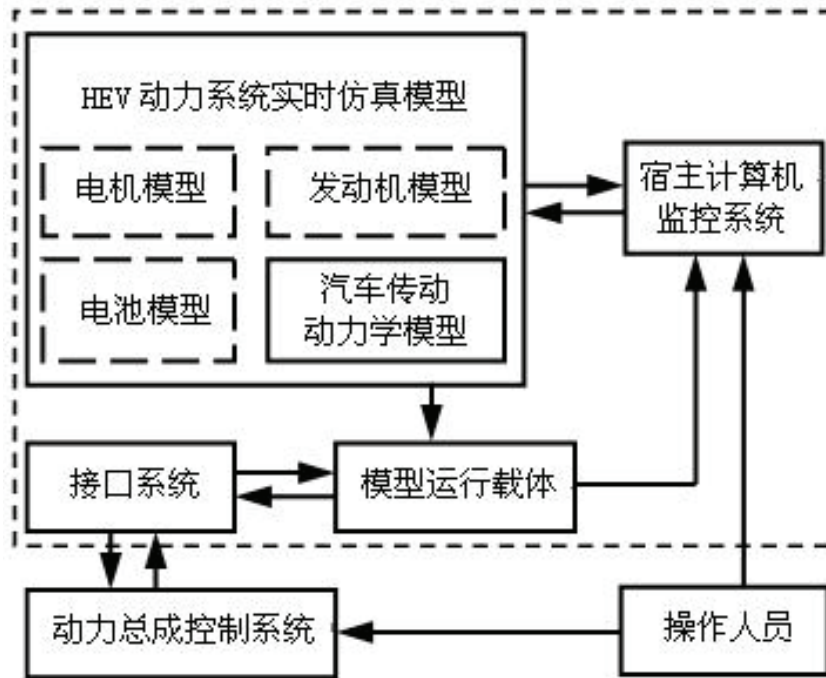 HEV 动力系统实时仿真模型
电机模型
发动机模型
电池模型
汽车传动
动力学模型
宿主计算机
监控系统
接口系统
模型运行载体
动力总成控制系统
操作人员